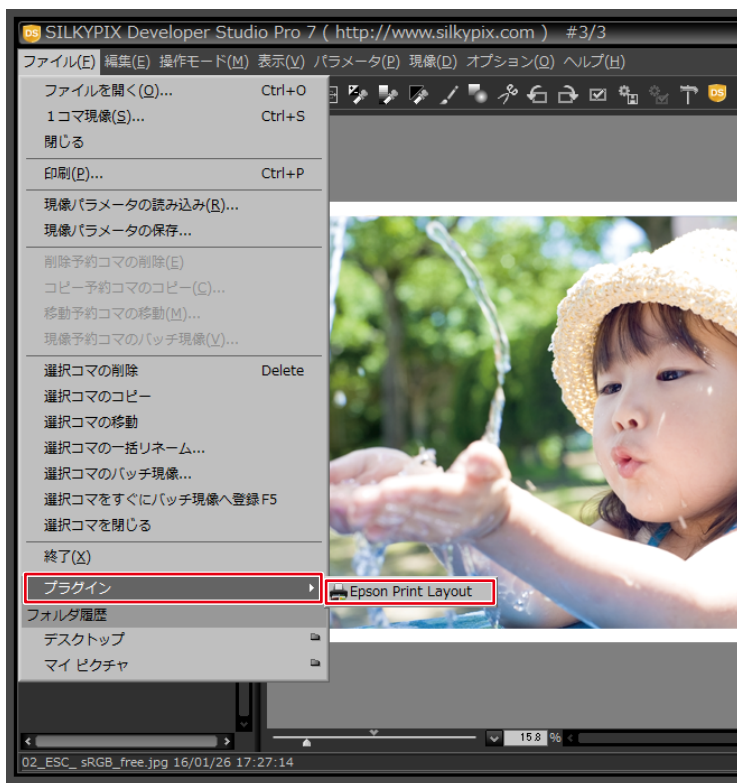 SILKYPIX Developer Studio Pro 7 ( http://www.silkypix.com ) #3/3
ファイル(F) 編集(E) 操作モード(M) 表示(V) パラメータ(P) 現像(D) オプション(O) ヘルプ(H)
ファイルを開く(O)... Ctrl+O
1コマ現像(S)... Ctrl+S
閉じる
印刷(P)... Ctrl+P
現像パラメータの読み込み(R)...
現像パラメータの保存...
削除予約コマの削除(E)
コピー予約コマのコピー(C)...
移動予約コマの移動(M)...
現像予約コマのバッチ現像(V)...
選択コマの削除 Delete
選択コマのコピー
選択コマの移動
選択コマの一括リネーム...
選択コマのバッチ現像...
選択コマをすぐにバッチ現像へ登録 F5
選択コマを閉じる
終了(X)
プラグイン Epson Print Layout
フォルダ履歴
デスクトップ
マイ ピクチャ
15.8 %
02_ESC_ sRGB_free.jpg 16/01/26 17:27:14